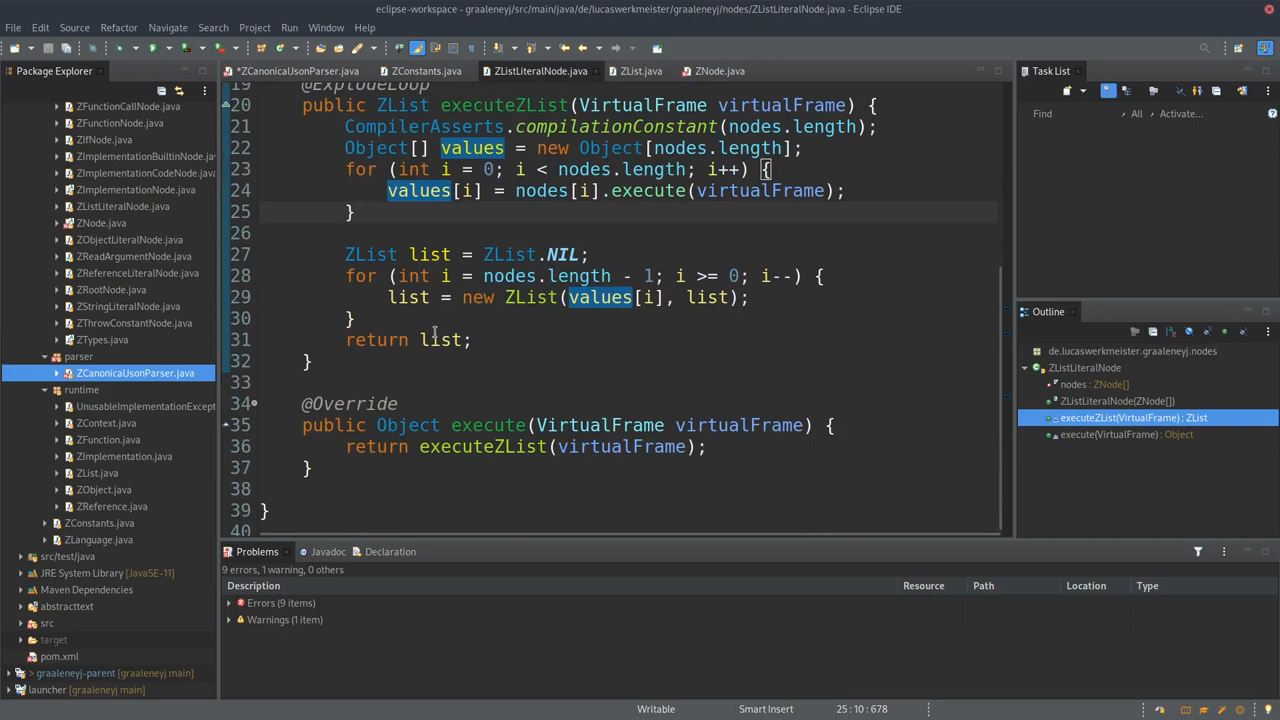 eclipse-workspace - graaleneyj/src/main/java/de/lucaswerkmeister/graaleneyj/nodes/ZListLiteralNode.java - Eclipse IDE
File Edit Source Refactor Navigate Search Project Run Window Help
Package Explorer
*ZCanonicalJsonParser.java ZConstants.java ZListLiteralNode.java ZList.java ZNode.java
Task List
Find All Activate...
ZFunctionCallNode.java
ZFunctionNode.java
ZIfNode.java
ZImplementationBuiltinNode.java
ZImplementationCodeNode.java
ZImplementationNode.java
ZListLiteralNode.java
ZNode.java
ZObjectLiteralNode.java
ZReadArgumentNode.java
ZReferenceLiteralNode.java
ZRootNode.java
ZStringLiteralNode.java
ZThrowConstantNode.java
ZTypes.java
parser
ZCanonicalJsonParser.java
runtime
UnusableImplementationExcept
ZContext.java
ZFunction.java
ZImplementation.java
ZList.java
ZObject.java
ZReference.java
ZConstants.java
ZLanguage.java
src/test/java
JRE System Library [JavaSE-11]
Maven Dependencies
abstracttext
src
target
pom.xml
> graaleneyj-parent [graaleneyj main]
launcher [graaleneyj main]
19 @ExplodeLoop
20 public ZList executeZList(VirtualFrame virtualFrame) {
21 CompilerAsserts.compilationConstant(nodes.length);
22 Object[] values = new Object[nodes.length];
23 for (int i = 0; i < nodes.length; i++) {
24 values[i] = nodes[i].execute(virtualFrame);
25 }
26
27 ZList list = ZList.NIL;
28 for (int i = nodes.length - 1; i >= 0; i--) {
29 list = new ZList(values[i], list);
30 }
31 return list;
32 }
33
34 @Override
35 public Object execute(VirtualFrame virtualFrame) {
36 return executeZList(virtualFrame);
37 }
38
39 }
40
Outline
de.lucaswerkmeister.graaleneyj.nodes
ZListLiteralNode
nodes : ZNode[]
ZListLiteralNode(ZNode[])
executeZList(VirtualFrame) : ZList
execute(VirtualFrame) : Object
Problems Javadoc Declaration
9 errors, 1 warning, 0 others
Description Resource Path Location Type
Errors (9 items)
Warnings (1 item)
Writable Smart Insert 25 : 10 : 678